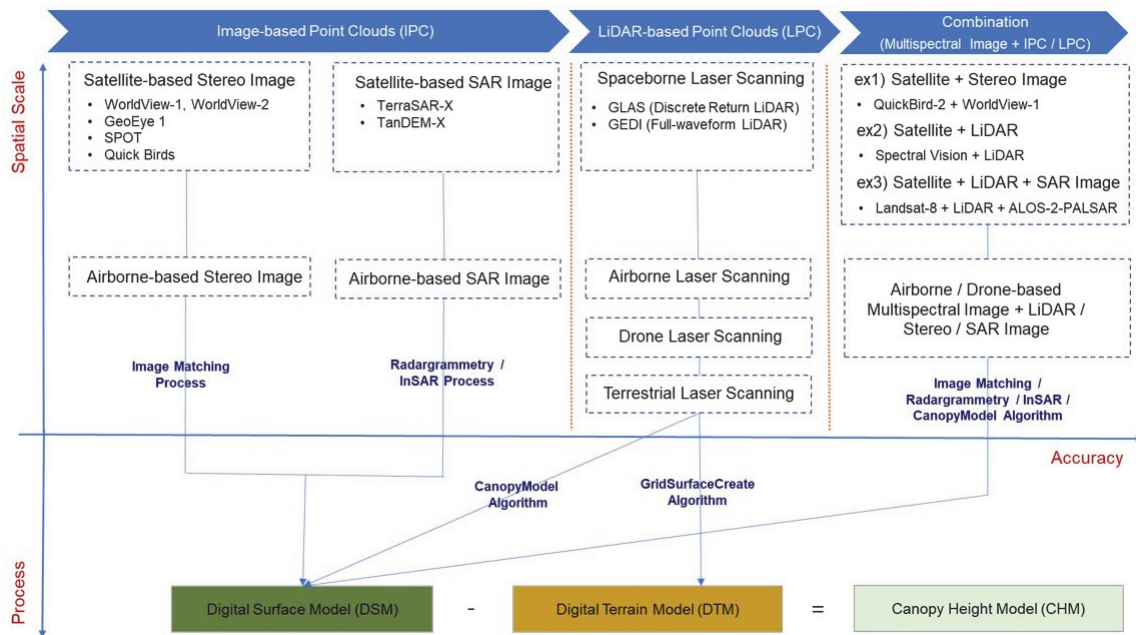 Image-based Point Clouds (IPC)
LiDAR-based Point Clouds (LPC)
Combination
(Multispectral Image + IPC / LPC)
Spatial Scale
Satellite-based Stereo Image
• WorldView-1, WorldView-2
• GeoEye 1
• SPOT
• Quick Birds
Satellite-based SAR Image
• TerraSAR-X
• TanDEM-X
Spaceborne Laser Scanning
• GLAS (Discrete Return LiDAR)
• GEDI (Full-waveform LiDAR)
ex1) Satellite + Stereo Image
• QuickBird-2 + WorldView-1
ex2) Satellite + LiDAR
• Spectral Vision + LiDAR
ex3) Satellite + LiDAR + SAR Image
• Landsat-8 + LiDAR + ALOS-2-PALSAR
Airborne-based Stereo Image
Airborne-based SAR Image
Airborne Laser Scanning
Drone Laser Scanning
Terrestrial Laser Scanning
Airborne / Drone-based
Multispectral Image + LiDAR /
Stereo / SAR Image
Image Matching
Process
Radargrammetry /
InSAR Process
Image Matching /
Radargrammetry / InSAR /
CanopyModel Algorithm
Accuracy
CanopyModel
Algorithm
GridSurfaceCreate
Algorithm
Process
Digital Surface Model (DSM)
-
Digital Terrain Model (DTM)
=
Canopy Height Model (CHM)